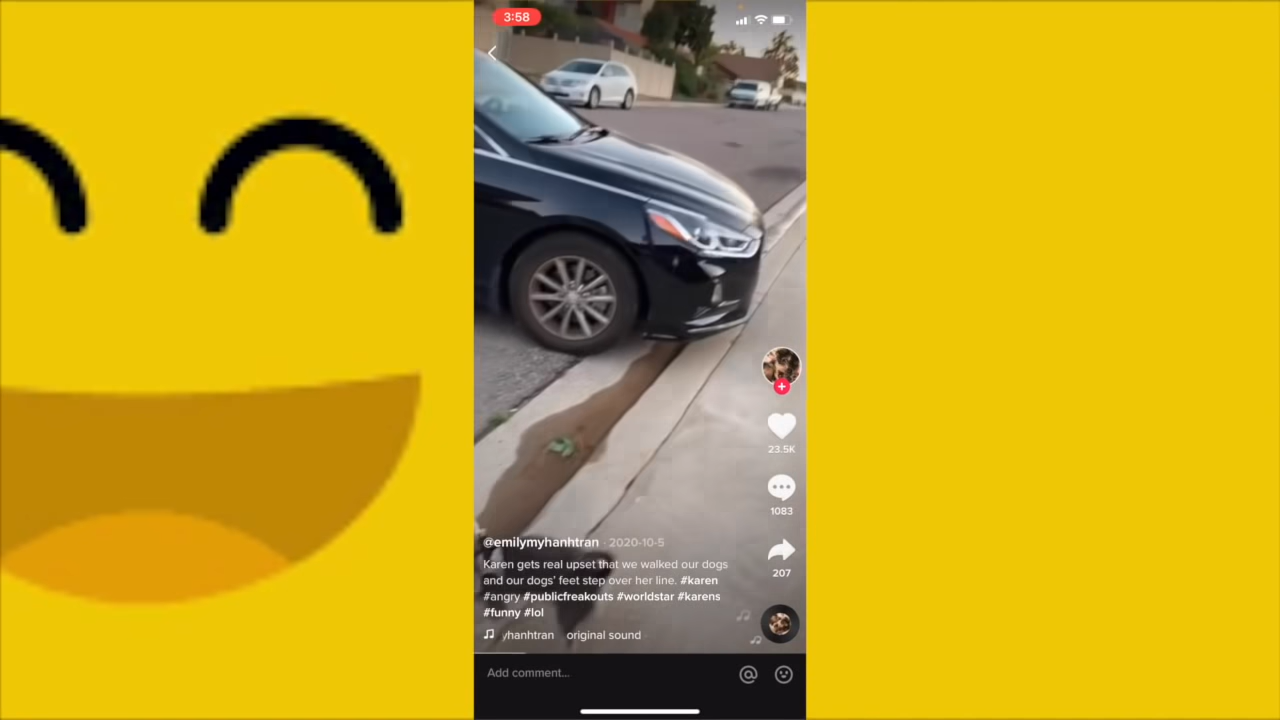 3:58
23.5K
1083
207
@emilymyhanhtran · 2020-10-5
Karen gets real upset that we walked our dogs
and our dogs' feet step over her line. #karen
#angry #publicfreakouts #worldstar #karens
#funny #lol
yhanhtran original sound
Add comment...